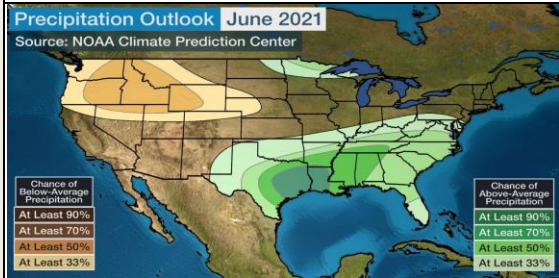 Precipitation Outlook June 2021
Source: NOAA Climate Prediction Center
Chance of
Below-Average
Precipitation
At Least 90%
At Least 70%
At Least 50%
At Least 33%
Chance of
Above-Average
Precipitation
At Least 90%
At Least 70%
At Least 50%
At Least 33%